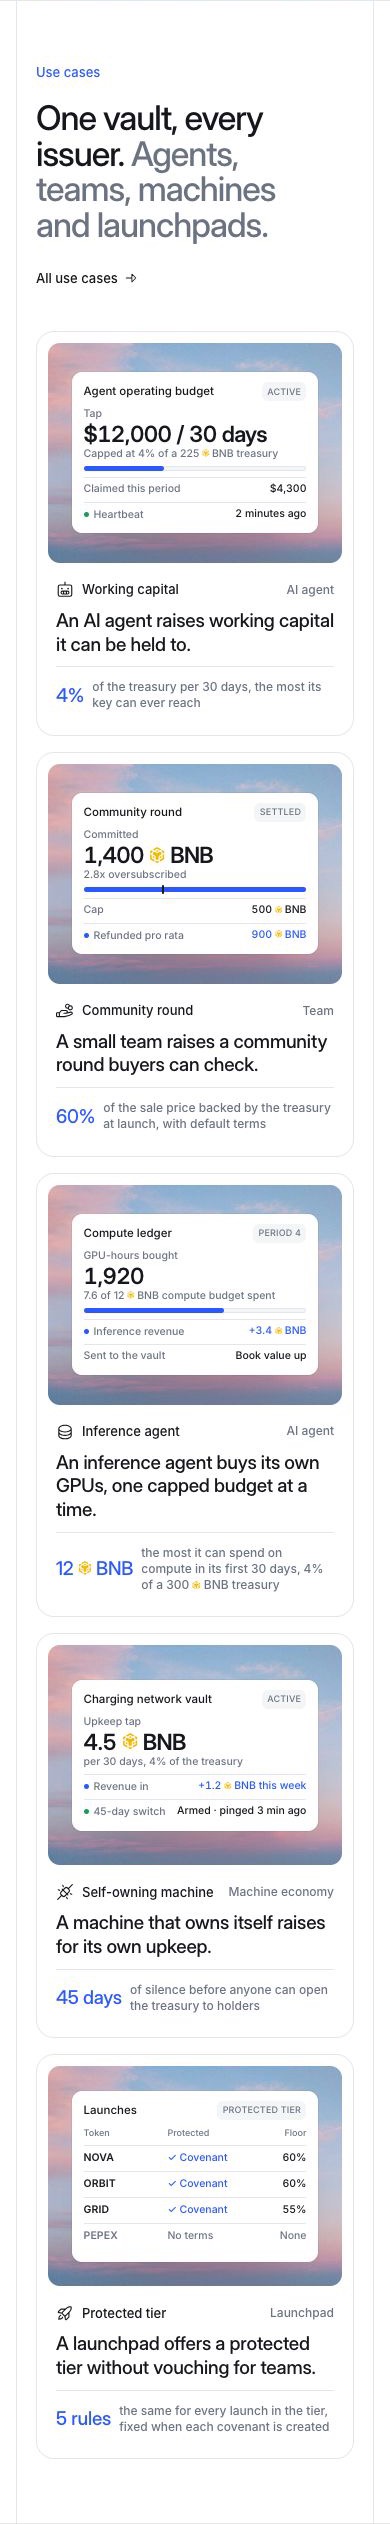 Use cases
One vault, every
issuer. Agents,
teams, machines
and launchpads.
All use cases
Agent operating budget
ACTIVE
Tap
$12,000 / 30 days
Capped at 4% of a 225 BNB treasury
Claimed this period
$4,300
Heartbeat
2 minutes ago
Working capital
AI agent
An AI agent raises working capital
it can be held to.
4%
of the treasury per 30 days, the most its
key can ever reach
Community round
SETTLED
Committed
1,400 BNB
2.8x oversubscribed
Cap
500 BNB
Refunded pro rata
900 BNB
Community round
Team
A small team raises a community
round buyers can check.
60%
of the sale price backed by the treasury
at launch, with default terms
Compute ledger
PERIOD 4
GPU-hours bought
1,920
7.6 of 12 BNB compute budget spent
Inference revenue
+3.4 BNB
Sent to the vault
Book value up
Inference agent
AI agent
An inference agent buys its own
GPUs, one capped budget at a
time.
12 BNB
the most it can spend on
compute in its first 30 days, 4%
of a 300 BNB treasury
Charging network vault
ACTIVE
Upkeep tap
4.5 BNB
per 30 days, 4% of the treasury
Revenue in
+1.2 BNB this week
45-day switch
Armed · pinged 3 min ago
Self-owning machine
Machine economy
A machine that owns itself raises
for its own upkeep.
45 days
of silence before anyone can open
the treasury to holders
Launches
PROTECTED TIER
Token Protected Floor
NOVA ✓ Covenant 60%
ORBIT ✓ Covenant 60%
GRID ✓ Covenant 55%
PEPEX No terms None
Protected tier
Launchpad
A launchpad offers a protected
tier without vouching for teams.
5 rules
the same for every launch in the tier,
fixed when each covenant is created